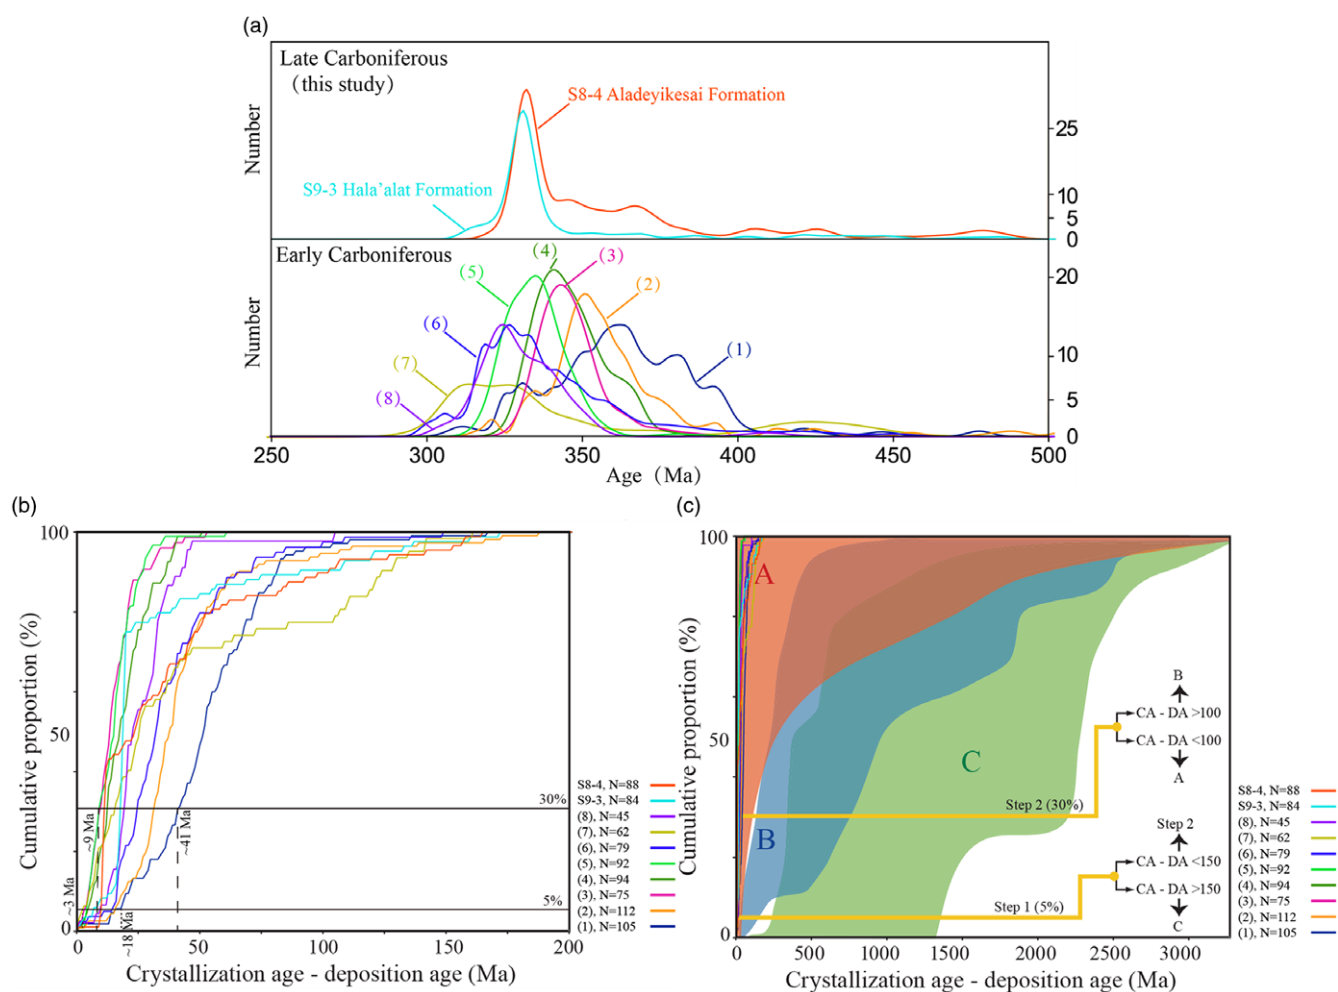 (a)
Late Carboniferous
(this study)
S8-4 Aladeyikesai Formation
S9-3 Hala'alat Formation
Number
25
10
5
0
Early Carboniferous
(1)
(2)
(3)
(4)
(5)
(6)
(7)
(8)
Number
20
10
5
0
250 300 350 400 450 500
Age (Ma)
(b)
100
50
0
Cumulative proportion (%)
30%
5%
~9 Ma
~41 Ma
~3 Ma
~18 Ma
S8-4, N=88
S9-3, N=84
(8), N=45
(7), N=62
(6), N=79
(5), N=92
(4), N=94
(3), N=75
(2), N=112
(1), N=105
0 50 100 150 200
Crystallization age - deposition age (Ma)
(c)
100
50
0
Cumulative proportion (%)
A
B
C
B
CA - DA >100
CA - DA <100
A
Step 2 (30%)
Step 2
CA - DA <150
CA - DA >150
C
Step 1 (5%)
S8-4, N=88
S9-3, N=84
(8), N=45
(7), N=62
(6), N=79
(5), N=92
(4), N=94
(3), N=75
(2), N=112
(1), N=105
0 500 1000 1500 2000 2500 3000
Crystallization age - deposition age (Ma)